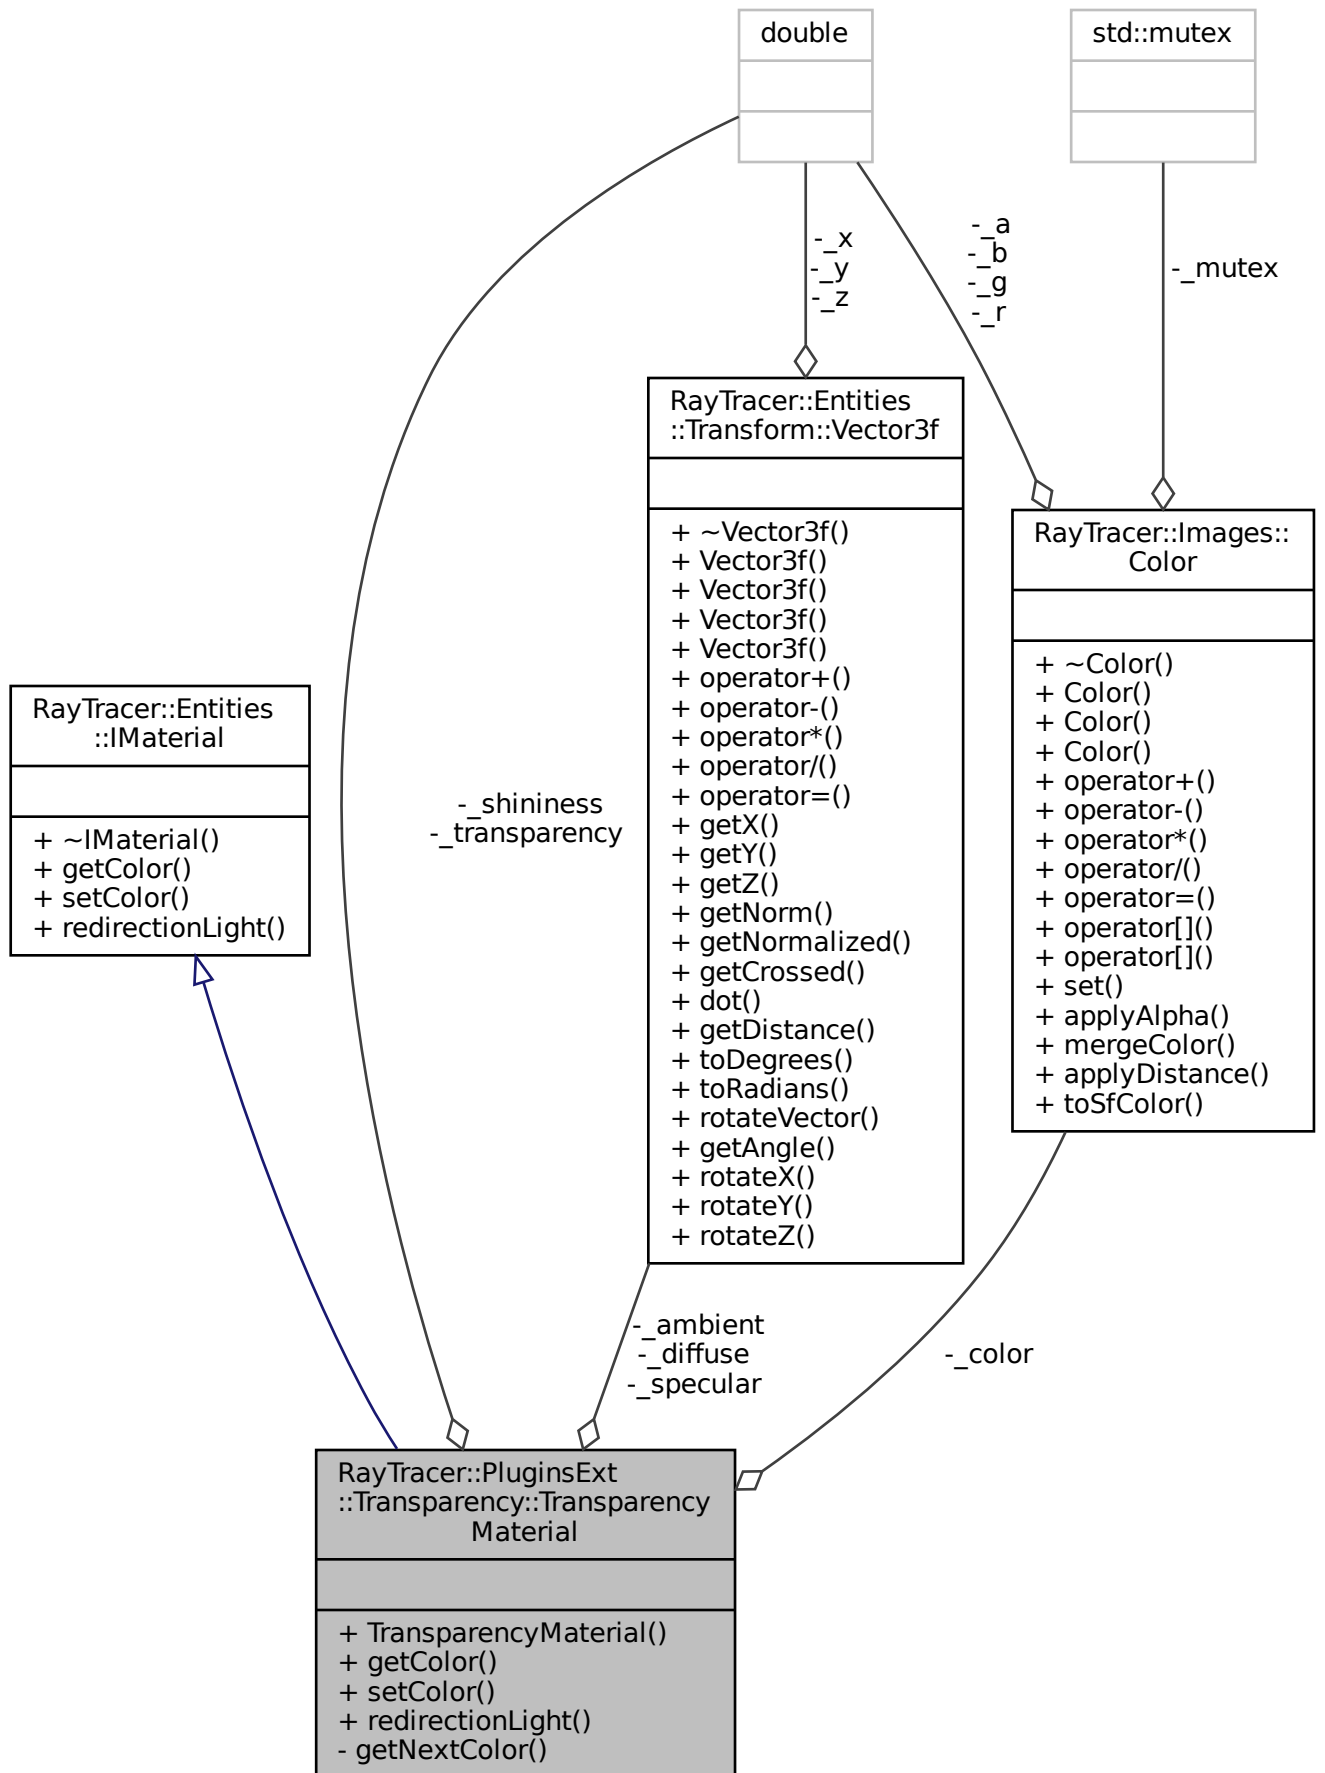 double
std::mutex
-_x
-_y
-_z
-_a
-_b
-_g
-_r
-_mutex
RayTracer::Entities
::Transform::Vector3f
+ ~Vector3f()
+ Vector3f()
+ Vector3f()
+ Vector3f()
+ Vector3f()
+ operator+()
+ operator-()
+ operator*()
+ operator/()
+ operator=()
+ getX()
+ getY()
+ getZ()
+ getNorm()
+ getNormalized()
+ getCrossed()
+ dot()
+ getDistance()
+ toDegrees()
+ toRadians()
+ rotateVector()
+ getAngle()
+ rotateX()
+ rotateY()
+ rotateZ()
RayTracer::Images::
Color
+ ~Color()
+ Color()
+ Color()
+ Color()
+ operator+()
+ operator-()
+ operator*()
+ operator/()
+ operator=()
+ operator[]()
+ operator[]()
+ set()
+ applyAlpha()
+ mergeColor()
+ applyDistance()
+ toSfColor()
RayTracer::Entities
::IMaterial
+ ~IMaterial()
+ getColor()
+ setColor()
+ redirectionLight()
-_shininess
-_transparency
-_ambient
-_diffuse
-_specular
-_color
RayTracer::PluginsExt
::Transparency::Transparency
Material
+ TransparencyMaterial()
+ getColor()
+ setColor()
+ redirectionLight()
- getNextColor()